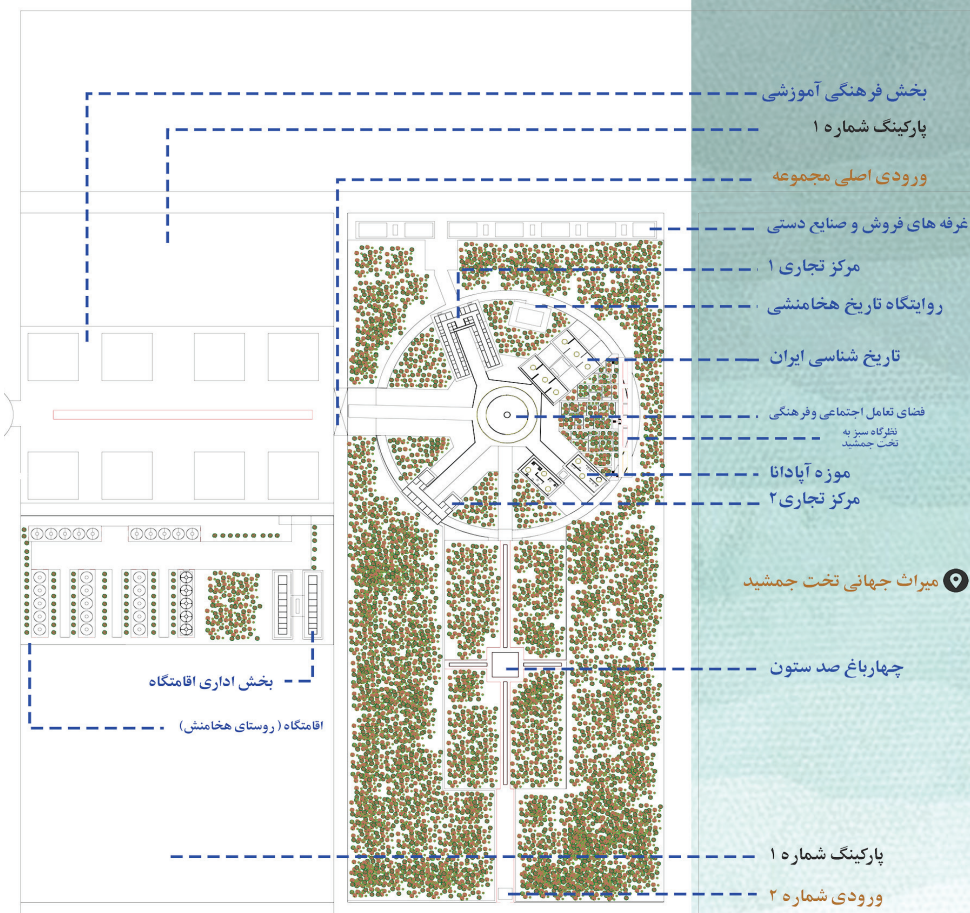 بخش فرهنگی آموزشی
پارکینگ شماره ۱
ورودی اصلی مجموعه
غرفه های فروش و صنایع دستی
مرکز تجاری ۱
روایتگاه تاریخ هخامنشی
تاریخ شناسی ایران
فضای تعامل اجتماعی وفرهنگی
نظرگاه سبز به
تخت جمشید
موزه آپادانا
مرکز تجاری ۲
میراث جهانی تخت جمشید
چهارباغ صد ستون
بخش اداری اقامتگاه
اقامتگاه ( روستای هخامنش)
پارکینگ شماره ۱
ورودی شماره ۲